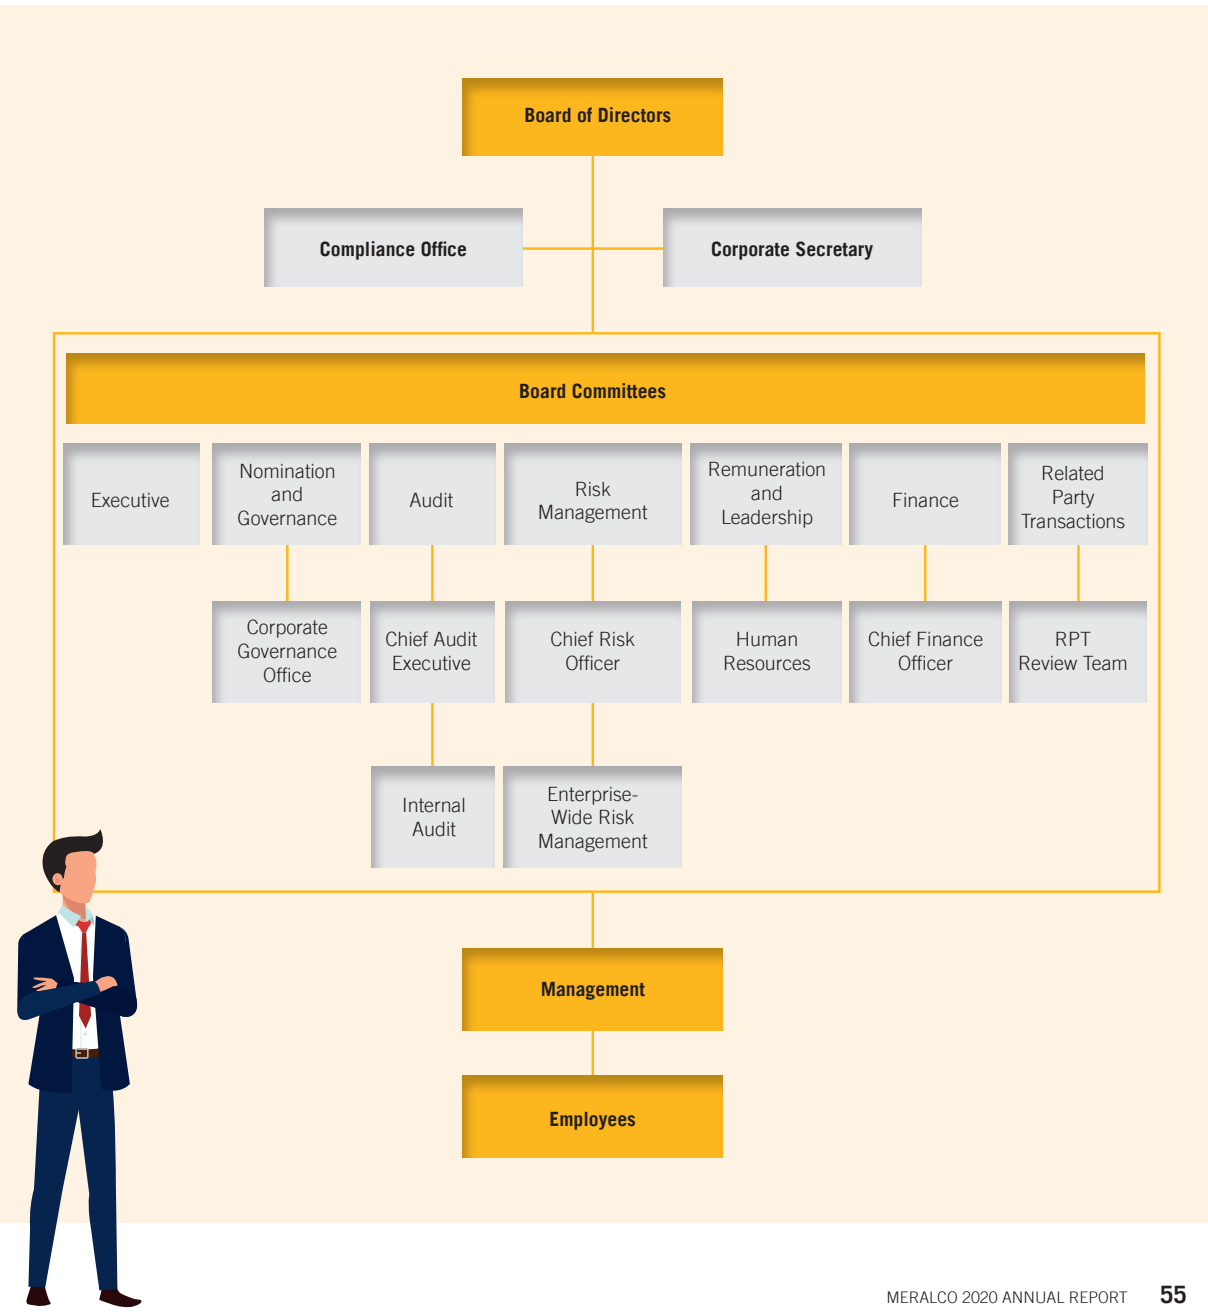 Board of Directors
Compliance Office
Corporate Secretary
Board Committees
Executive
Nomination
and
Governance
Audit
Risk
Management
Remuneration
and
Leadership
Finance
Related
Party
Transactions
Corporate
Governance
Office
Chief Audit
Executive
Chief Risk
Officer
Human
Resources
Chief Finance
Officer
RPT
Review Team
Internal
Audit
Enterprise-
Wide Risk
Management
Management
Employees
MERALCO 2020 ANNUAL REPORT 55